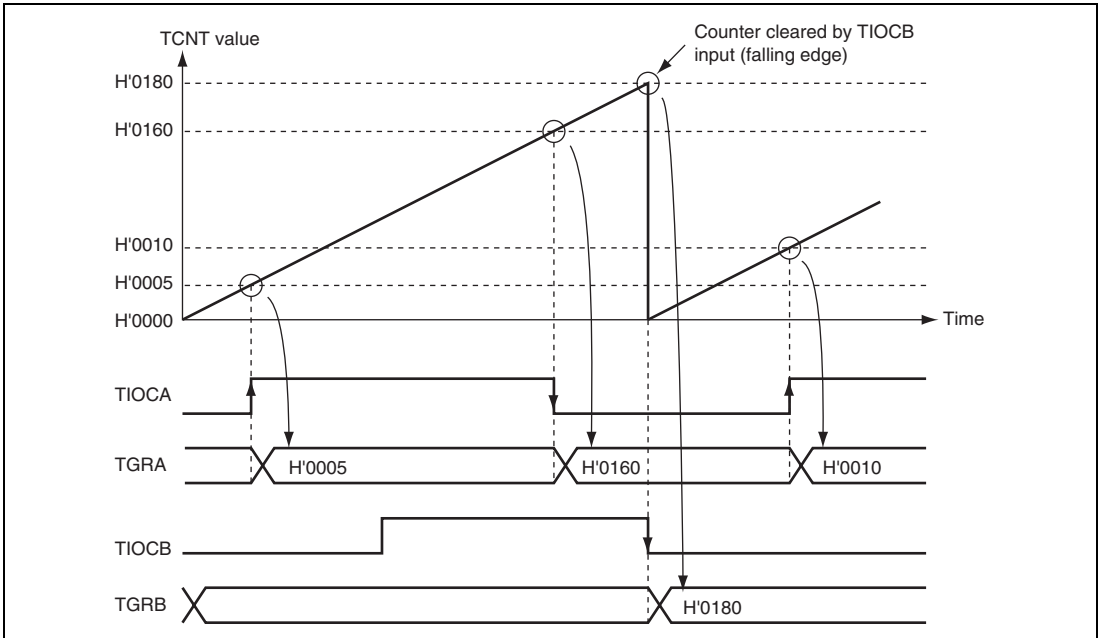 Counter cleared by TIOCB
input (falling edge)
TCNT value
H'0180
H'0160
H'0010
H'0005
H'0000
Time
TIOCA
TGRA
H'0005
H'0160
H'0010
TIOCB
TGRB
H'0180